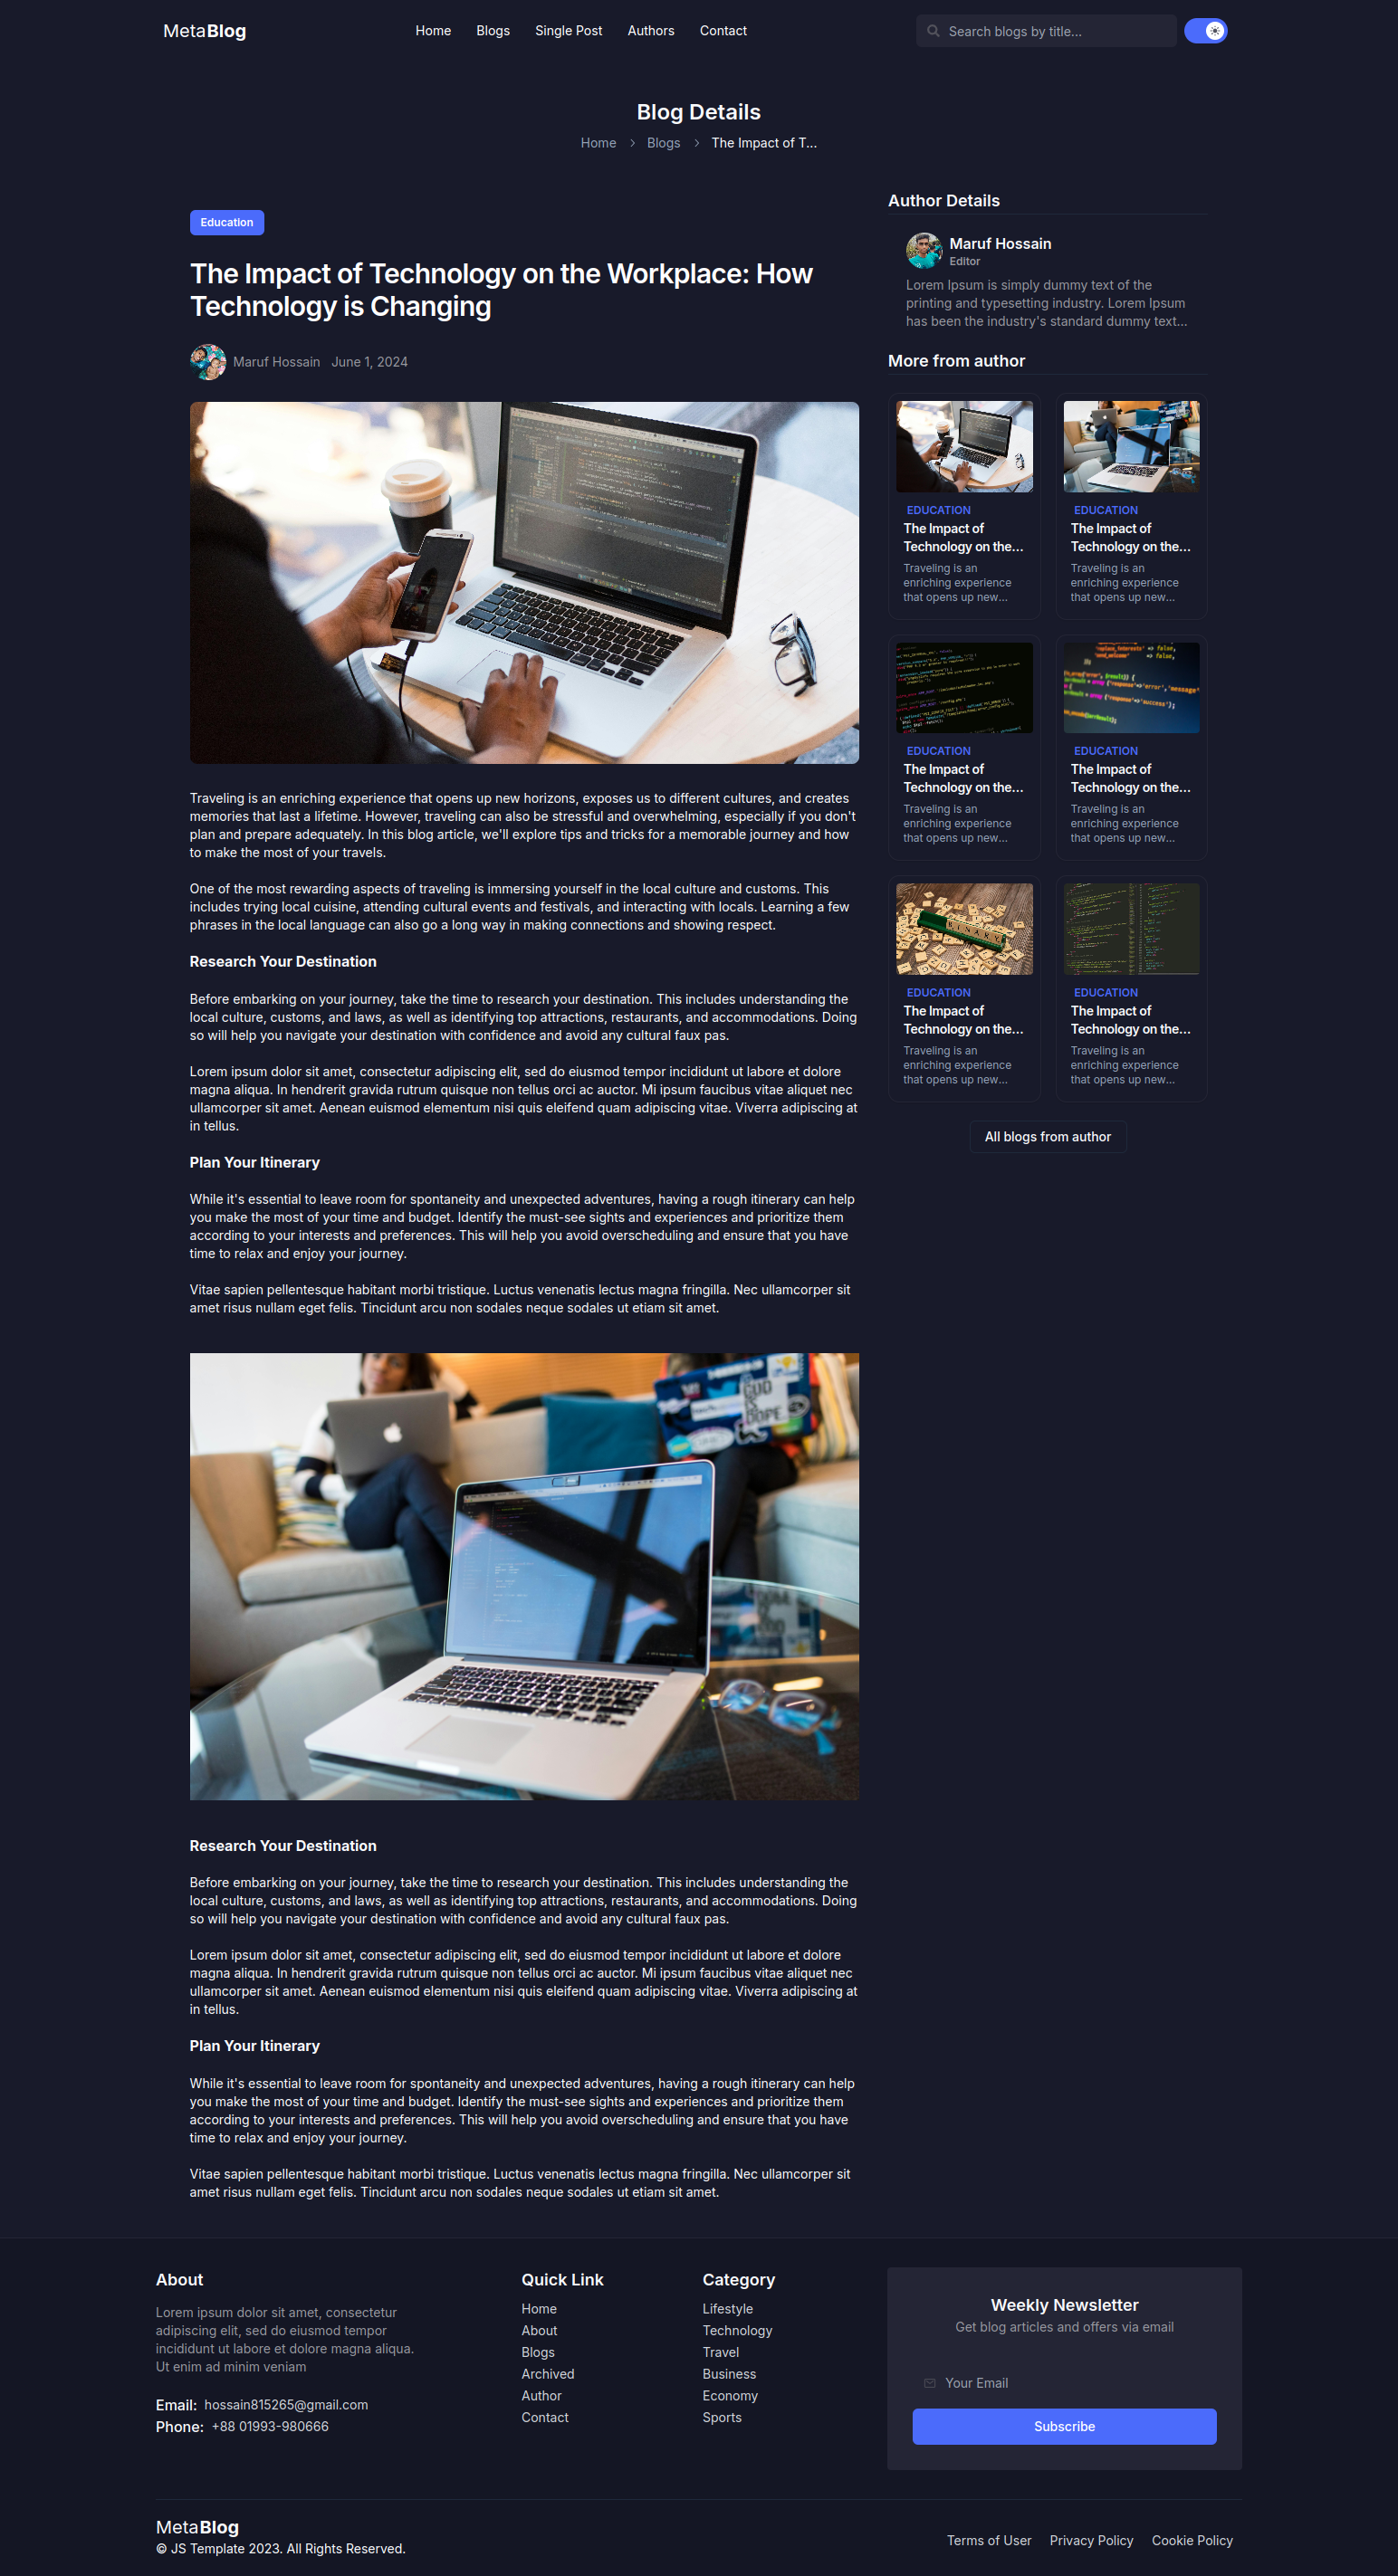 MetaBlog
Home Blogs Single Post Authors Contact
Search blogs by title...
Blog Details
Home > Blogs > The Impact of T...
Education
The Impact of Technology on the Workplace: How
Technology is Changing
Maruf Hossain June 1, 2024
Traveling is an enriching experience that opens up new horizons, exposes us to different cultures, and creates
memories that last a lifetime. However, traveling can also be stressful and overwhelming, especially if you don't
plan and prepare adequately. In this blog article, we'll explore tips and tricks for a memorable journey and how
to make the most of your travels.
One of the most rewarding aspects of traveling is immersing yourself in the local culture and customs. This
includes trying local cuisine, attending cultural events and festivals, and interacting with locals. Learning a few
phrases in the local language can also go a long way in making connections and showing respect.
Research Your Destination
Before embarking on your journey, take the time to research your destination. This includes understanding the
local culture, customs, and laws, as well as identifying top attractions, restaurants, and accommodations. Doing
so will help you navigate your destination with confidence and avoid any cultural faux pas.
Lorem ipsum dolor sit amet, consectetur adipiscing elit, sed do eiusmod tempor incididunt ut labore et dolore
magna aliqua. In hendrerit gravida rutrum quisque non tellus orci ac auctor. Mi ipsum faucibus vitae aliquet nec
ullamcorper sit amet. Aenean euismod elementum nisi quis eleifend quam adipiscing vitae. Viverra adipiscing at
in tellus.
Plan Your Itinerary
While it's essential to leave room for spontaneity and unexpected adventures, having a rough itinerary can help
you make the most of your time and budget. Identify the must-see sights and experiences and prioritize them
according to your interests and preferences. This will help you avoid overscheduling and ensure that you have
time to relax and enjoy your journey.
Vitae sapien pellentesque habitant morbi tristique. Luctus venenatis lectus magna fringilla. Nec ullamcorper sit
amet risus nullam eget felis. Tincidunt arcu non sodales neque sodales ut etiam sit amet.
Research Your Destination
Before embarking on your journey, take the time to research your destination. This includes understanding the
local culture, customs, and laws, as well as identifying top attractions, restaurants, and accommodations. Doing
so will help you navigate your destination with confidence and avoid any cultural faux pas.
Lorem ipsum dolor sit amet, consectetur adipiscing elit, sed do eiusmod tempor incididunt ut labore et dolore
magna aliqua. In hendrerit gravida rutrum quisque non tellus orci ac auctor. Mi ipsum faucibus vitae aliquet nec
ullamcorper sit amet. Aenean euismod elementum nisi quis eleifend quam adipiscing vitae. Viverra adipiscing at
in tellus.
Plan Your Itinerary
While it's essential to leave room for spontaneity and unexpected adventures, having a rough itinerary can help
you make the most of your time and budget. Identify the must-see sights and experiences and prioritize them
according to your interests and preferences. This will help you avoid overscheduling and ensure that you have
time to relax and enjoy your journey.
Vitae sapien pellentesque habitant morbi tristique. Luctus venenatis lectus magna fringilla. Nec ullamcorper sit
amet risus nullam eget felis. Tincidunt arcu non sodales neque sodales ut etiam sit amet.
Author Details
Maruf Hossain
Editor
Lorem Ipsum is simply dummy text of the
printing and typesetting industry. Lorem Ipsum
has been the industry's standard dummy text...
More from author
EDUCATION
The Impact of
Technology on the...
Traveling is an
enriching experience
that opens up new...
EDUCATION
The Impact of
Technology on the...
Traveling is an
enriching experience
that opens up new...
EDUCATION
The Impact of
Technology on the...
Traveling is an
enriching experience
that opens up new...
EDUCATION
The Impact of
Technology on the...
Traveling is an
enriching experience
that opens up new...
EDUCATION
The Impact of
Technology on the...
Traveling is an
enriching experience
that opens up new...
EDUCATION
The Impact of
Technology on the...
Traveling is an
enriching experience
that opens up new...
All blogs from author
About
Lorem ipsum dolor sit amet, consectetur
adipiscing elit, sed do eiusmod tempor
incididunt ut labore et dolore magna aliqua.
Ut enim ad minim veniam
Email: hossain815265@gmail.com
Phone: +88 01993-980666
Quick Link
Home
About
Blogs
Archived
Author
Contact
Category
Lifestyle
Technology
Travel
Business
Economy
Sports
Weekly Newsletter
Get blog articles and offers via email
Your Email
Subscribe
MetaBlog
© JS Template 2023. All Rights Reserved.
Terms of User Privacy Policy Cookie Policy